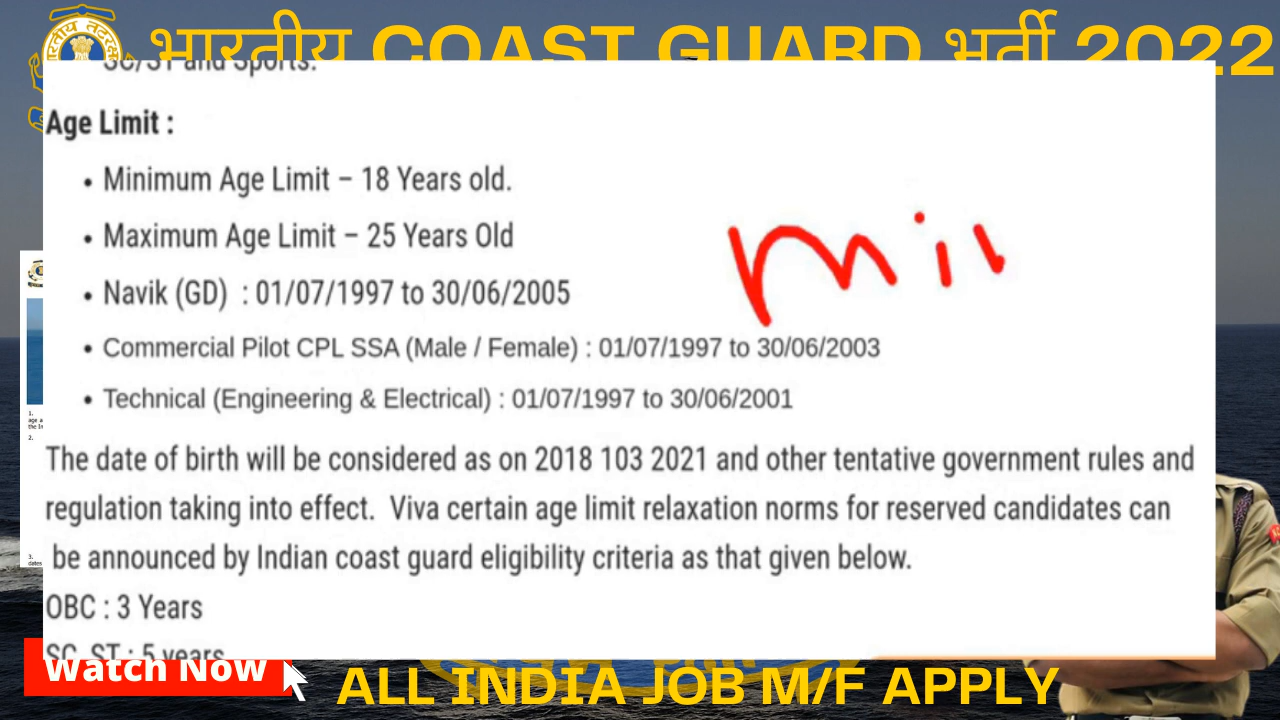 भारतीय COAST GUARD भर्ती 2022
SC/ST and Sports.
Age Limit :
• Minimum Age Limit – 18 Years old.
• Maximum Age Limit – 25 Years Old
• Navik (GD) : 01/07/1997 to 30/06/2005
• Commercial Pilot CPL SSA (Male / Female) : 01/07/1997 to 30/06/2003
• Technical (Engineering & Electrical) : 01/07/1997 to 30/06/2001
The date of birth will be considered as on 2018 103 2021 and other tentative government rules and
regulation taking into effect. Viva certain age limit relaxation norms for reserved candidates can
be announced by Indian coast guard eligibility criteria as that given below.
OBC : 3 Years
SC, ST : 5 years
Watch Now
ALL INDIA JOB M/F APPLY